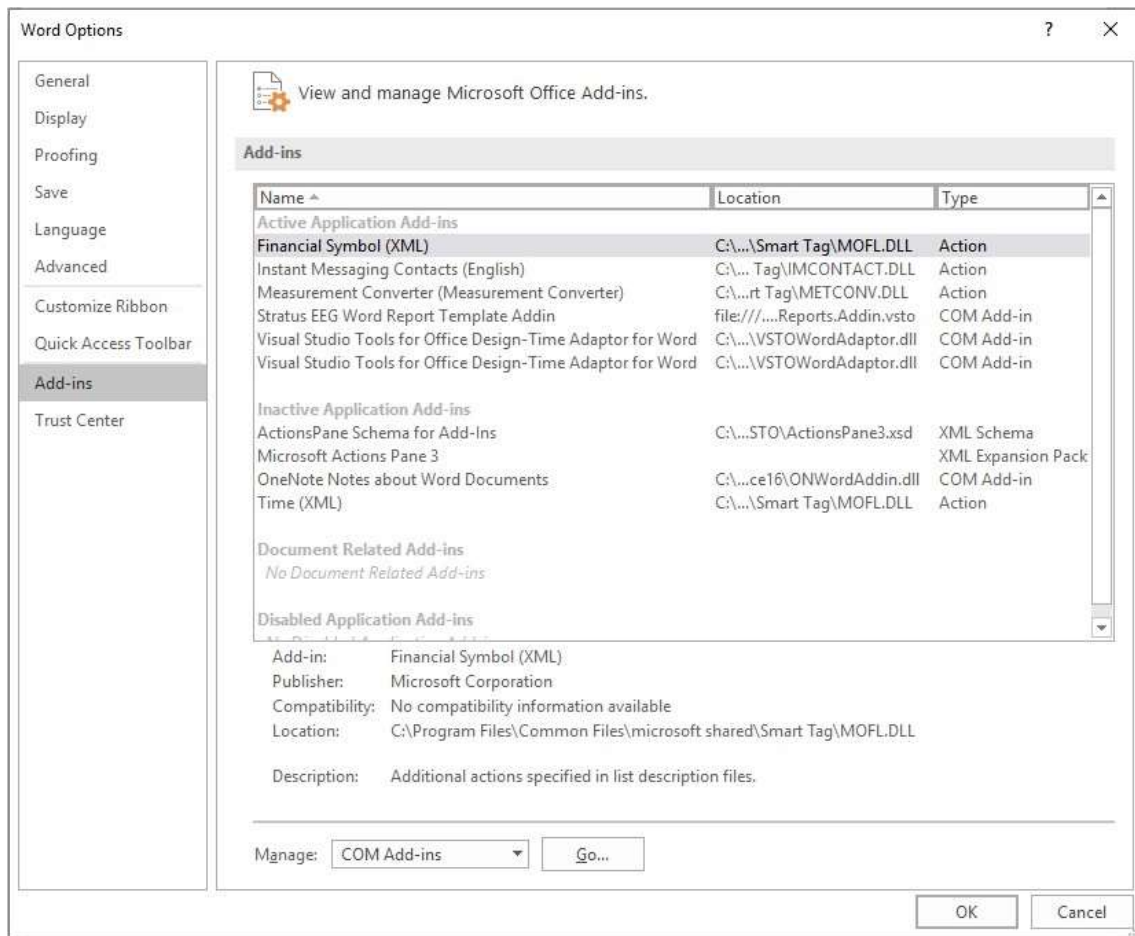 Word Options ? ×
General
Display
Proofing
Save
Language
Advanced
Customize Ribbon
Quick Access Toolbar
Add-ins
Trust Center
View and manage Microsoft Office Add-ins.
Add-ins
Name Location Type
Active Application Add-ins
Financial Symbol (XML) C:\...\Smart Tag\MOFL.DLL Action
Instant Messaging Contacts (English) C:\... Tag\IMCONTACT.DLL Action
Measurement Converter (Measurement Converter) C:\...rt Tag\METCONV.DLL Action
Stratus EEG Word Report Template Addin file:///....Reports.Addin.vsto COM Add-in
Visual Studio Tools for Office Design-Time Adaptor for Word C:\...\VSTOWordAdaptor.dll COM Add-in
Visual Studio Tools for Office Design-Time Adaptor for Word C:\...\VSTOWordAdaptor.dll COM Add-in
Inactive Application Add-ins
ActionsPane Schema for Add-Ins C:\...STO\ActionsPane3.xsd XML Schema
Microsoft Actions Pane 3 XML Expansion Pack
OneNote Notes about Word Documents C:\...ce16\ONWordAddin.dll COM Add-in
Time (XML) C:\...\Smart Tag\MOFL.DLL Action
Document Related Add-ins
No Document Related Add-ins
Disabled Application Add-ins
Add-in: Financial Symbol (XML)
Publisher: Microsoft Corporation
Compatibility: No compatibility information available
Location: C:\Program Files\Common Files\microsoft shared\Smart Tag\MOFL.DLL
Description: Additional actions specified in list description files.
Manage: COM Add-ins Go...
OK Cancel